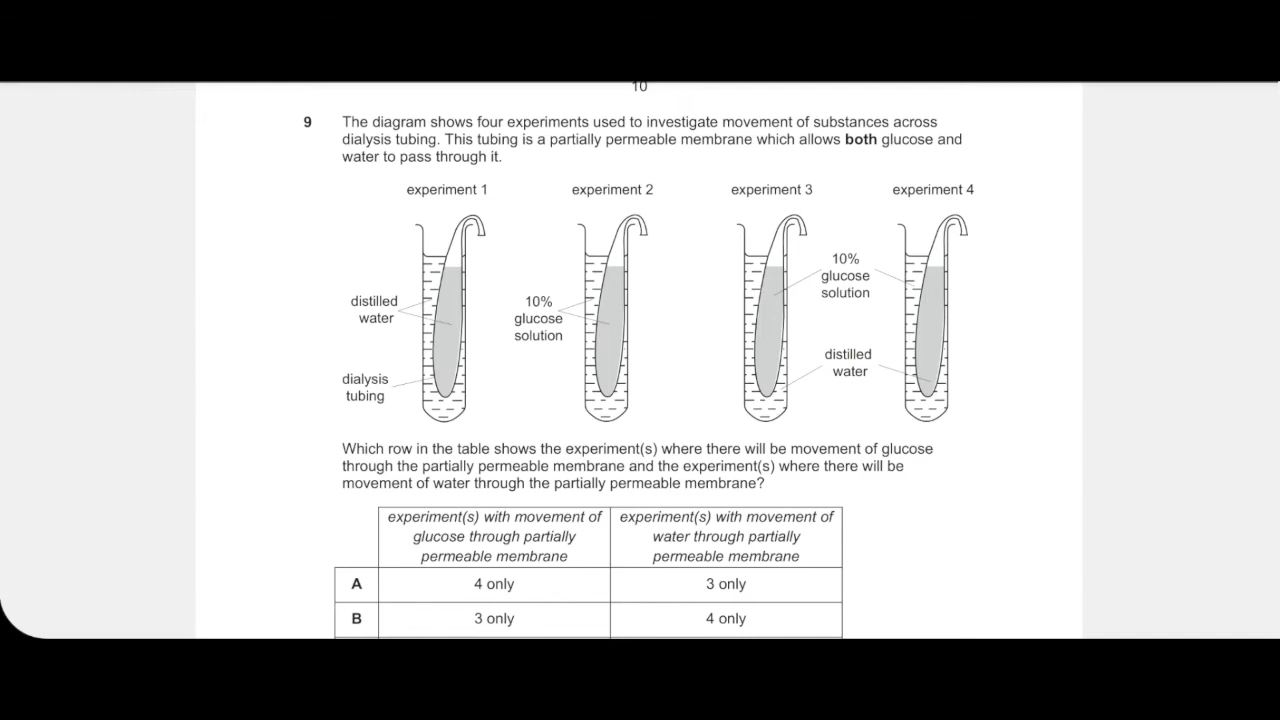 10
9 The diagram shows four experiments used to investigate movement of substances across
dialysis tubing. This tubing is a partially permeable membrane which allows both glucose and
water to pass through it.
experiment 1 experiment 2 experiment 3 experiment 4
distilled
water
dialysis
tubing
10%
glucose
solution
10%
glucose
solution
distilled
water
Which row in the table shows the experiment(s) where there will be movement of glucose
through the partially permeable membrane and the experiment(s) where there will be
movement of water through the partially permeable membrane?
experiment(s) with movement of
glucose through partially
permeable membrane
experiment(s) with movement of
water through partially
permeable membrane
A 4 only 3 only
B 3 only 4 only